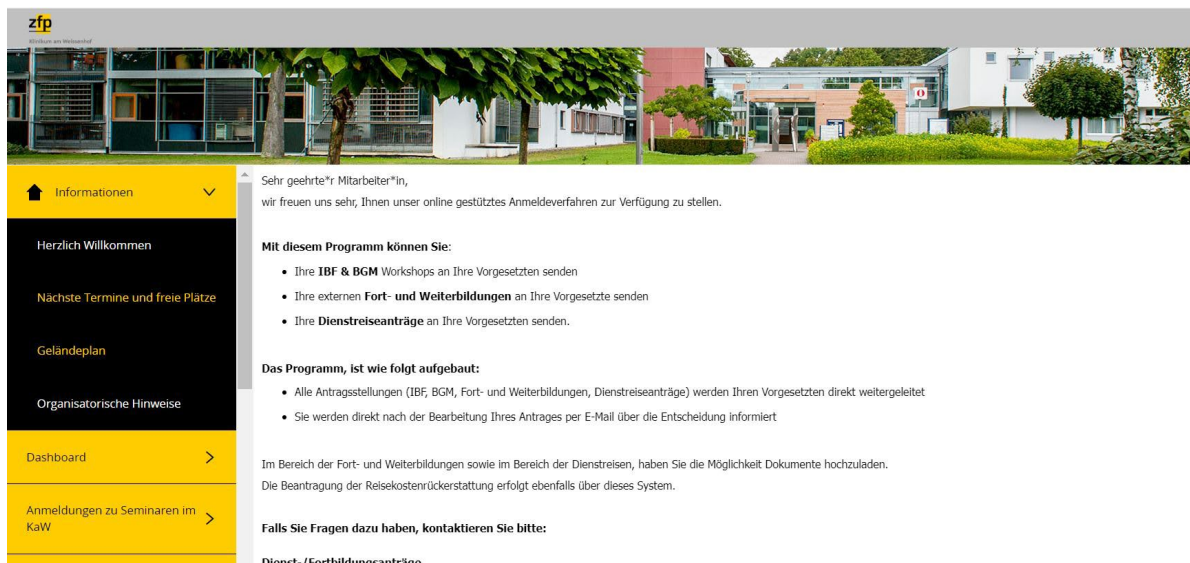 zfp
Klinikum am Weissenhof
Informationen
Herzlich Willkommen
Nächste Termine und freie Plätze
Geländeplan
Organisatorische Hinweise
Dashboard
Anmeldungen zu Seminaren im
KaW
Sehr geehrte*r Mitarbeiter*in,
wir freuen uns sehr, Ihnen unser online gestütztes Anmeldeverfahren zur Verfügung zu stellen.
Mit diesem Programm können Sie:
• Ihre IBF & BGM Workshops an Ihre Vorgesetzten senden
• Ihre externen Fort- und Weiterbildungen an Ihre Vorgesetzte senden
• Ihre Dienstreiseanträge an Ihre Vorgesetzten senden.
Das Programm, ist wie folgt aufgebaut:
• Alle Antragsstellungen (IBF, BGM, Fort- und Weiterbildungen, Dienstreiseanträge) werden Ihren Vorgesetzten direkt weitergeleitet
• Sie werden direkt nach der Bearbeitung Ihres Antrages per E-Mail über die Entscheidung informiert
Im Bereich der Fort- und Weiterbildungen sowie im Bereich der Dienstreisen, haben Sie die Möglichkeit Dokumente hochzuladen.
Die Beantragung der Reisekostenrückerstattung erfolgt ebenfalls über dieses System.
Falls Sie Fragen dazu haben, kontaktieren Sie bitte:
Dienst-/Fortbildungsanträge